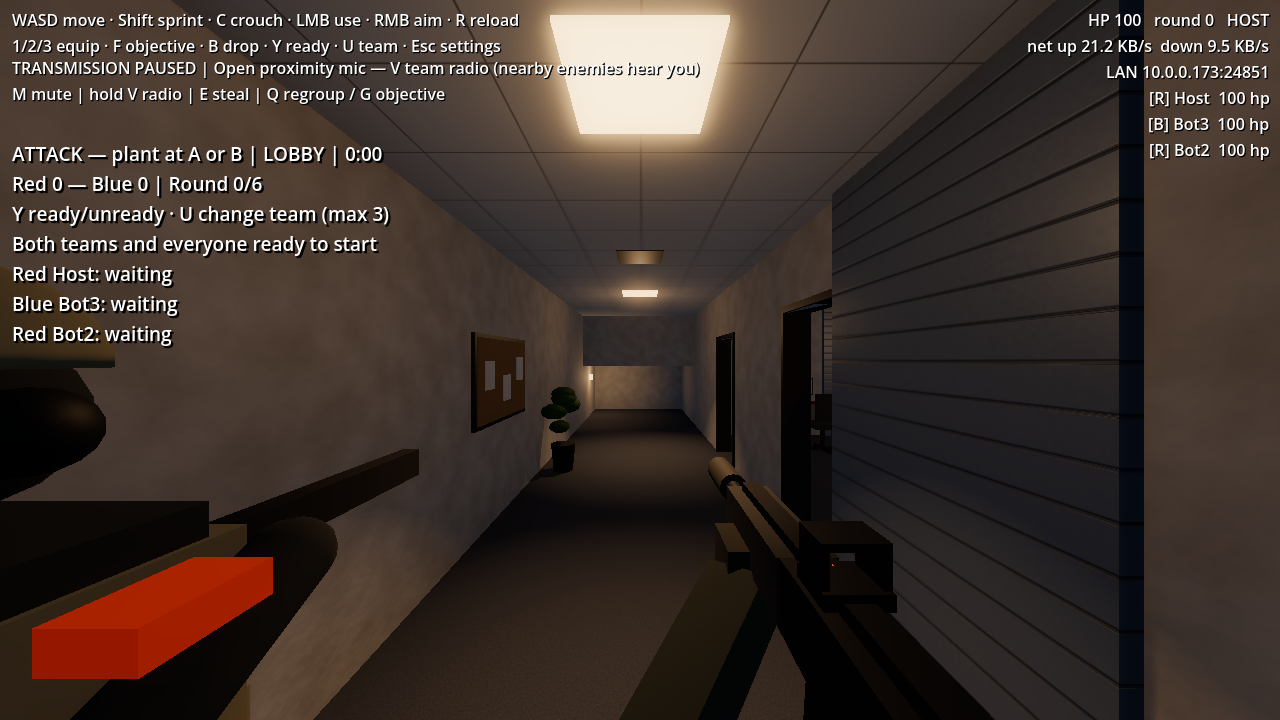 WASD move · Shift sprint · C crouch · LMB use · RMB aim · R reload
1/2/3 equip · F objective · B drop · Y ready · U team · Esc settings
TRANSMISSION PAUSED | Open proximity mic — V team radio (nearby enemies hear you)
M mute | hold V radio | E steal | Q regroup / G objective
ATTACK — plant at A or B | LOBBY | 0:00
Red 0 — Blue 0 | Round 0/6
Y ready/unready · U change team (max 3)
Both teams and everyone ready to start
Red Host: waiting
Blue Bot3: waiting
Red Bot2: waiting
HP 100 round 0 HOST
net up 21.2 KB/s down 9.5 KB/s
LAN 10.0.0.173:24851
[R] Host 100 hp
[B] Bot3 100 hp
[R] Bot2 100 hp